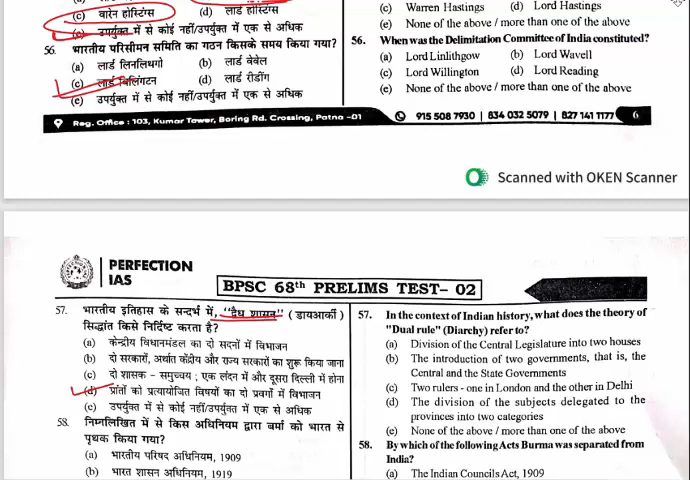 (c) वारेन हेस्टिंग्स (d) लार्ड हेस्टिंग्स
(e) उपर्युक्त में से कोई नहीं/उपर्युक्त में एक से अधिक
56. भारतीय परिसीमन समिति का गठन किसके समय किया गया?
(a) लार्ड लिनलिथगो (b) लार्ड वेवेल
(c) लार्ड विलिंगटन (d) लार्ड रीडींग
(e) उपर्युक्त में से कोई नहीं/उपर्युक्त में एक से अधिक
(c) Warren Hastings (d) Lord Hastings
(e) None of the above / more than one of the above
56. When was the Delimitation Committee of India constituted?
(a) Lord Linlithgow (b) Lord Wavell
(c) Lord Willington (d) Lord Reading
(e) None of the above / more than one of the above
Reg. Office : 103, Kumar Tower, Boring Rd. Crossing, Patna -01 915 508 7930 | 834 032 5079 | 827 141 1177 6
Scanned with OKEN Scanner
PERFECTION
IAS
BPSC 68th PRELIMS TEST- 02
57. भारतीय इतिहास के सन्दर्भ में, "द्वैध शासन" (डायआर्की)
सिद्धांत किसे निर्दिष्ट करता है?
(a) केन्द्रीय विधानमंडल का दो सदनों में विभाजन
(b) दो सरकारों, अर्थात केंद्रीय और राज्य सरकारों का शुरू किया जाना
(c) दो शासक - समुच्चय ; एक लंदन में और दूसरा दिल्ली में होना
(d) प्रांतों को प्रत्यायोजित विषयों का दो प्रवगों में विभाजन
(e) उपर्युक्त में से कोई नहीं/उपर्युक्त में एक से अधिक
58. निम्नलिखित में से किस अधिनियम द्वारा बर्मा को भारत से
पृथक किया गया?
(a) भारतीय परिषद अधिनियम, 1909
(b) भारत शासन अधिनियम, 1919
57. In the context of Indian history, what does the theory of
"Dual rule" (Diarchy) refer to?
(a) Division of the Central Legislature into two houses
(b) The introduction of two governments, that is, the
Central and the State Governments
(c) Two rulers - one in London and the other in Delhi
(d) The division of the subjects delegated to the
provinces into two categories
(e) None of the above / more than one of the above
58. By which of the following Acts Burma was separated from
India?
(a) The Indian Councils Act, 1909